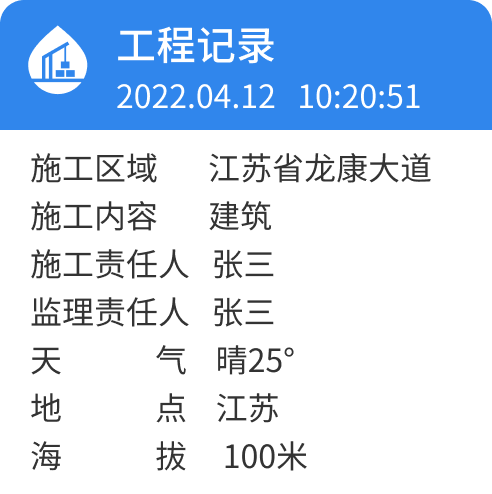 工程记录
2022.04.12 10:20:51
施工区域 江苏省龙康大道
施工内容 建筑
施工责任人 张三
监理责任人 张三
天 气 晴25°
地 点 江苏
海 拔 100米